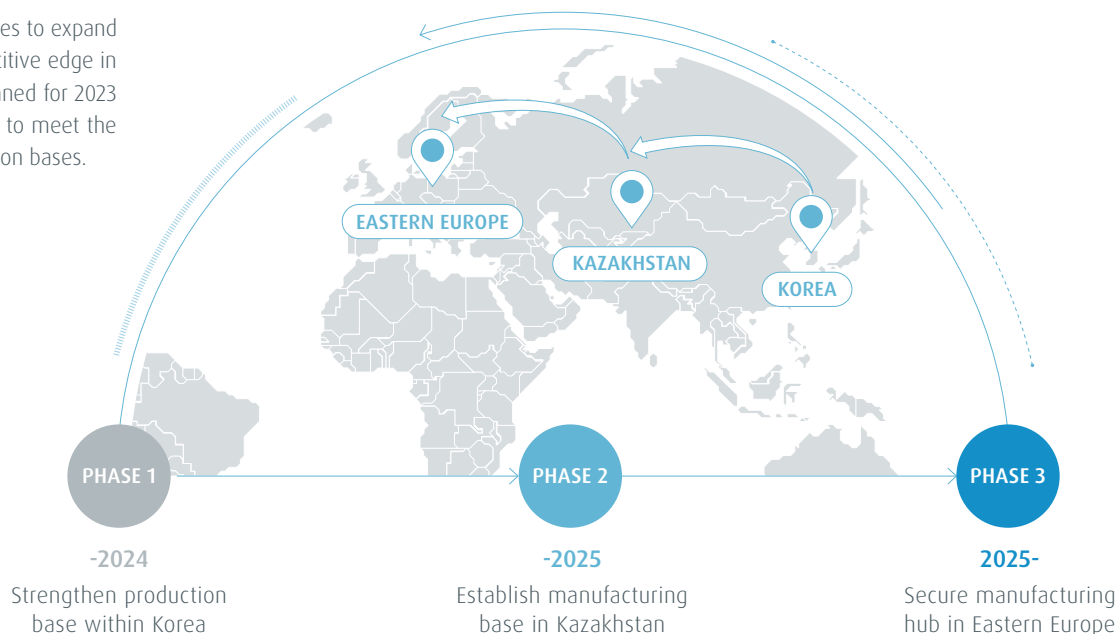 es to expand
titive edge in
ned for 2023
to meet the
on bases.
EASTERN EUROPE
KAZAKHSTAN
KOREA
PHASE 1
PHASE 2
PHASE 3
-2024
-2025
2025-
Strengthen production
base within Korea
Establish manufacturing
base in Kazakhstan
Secure manufacturing
hub in Eastern Europe